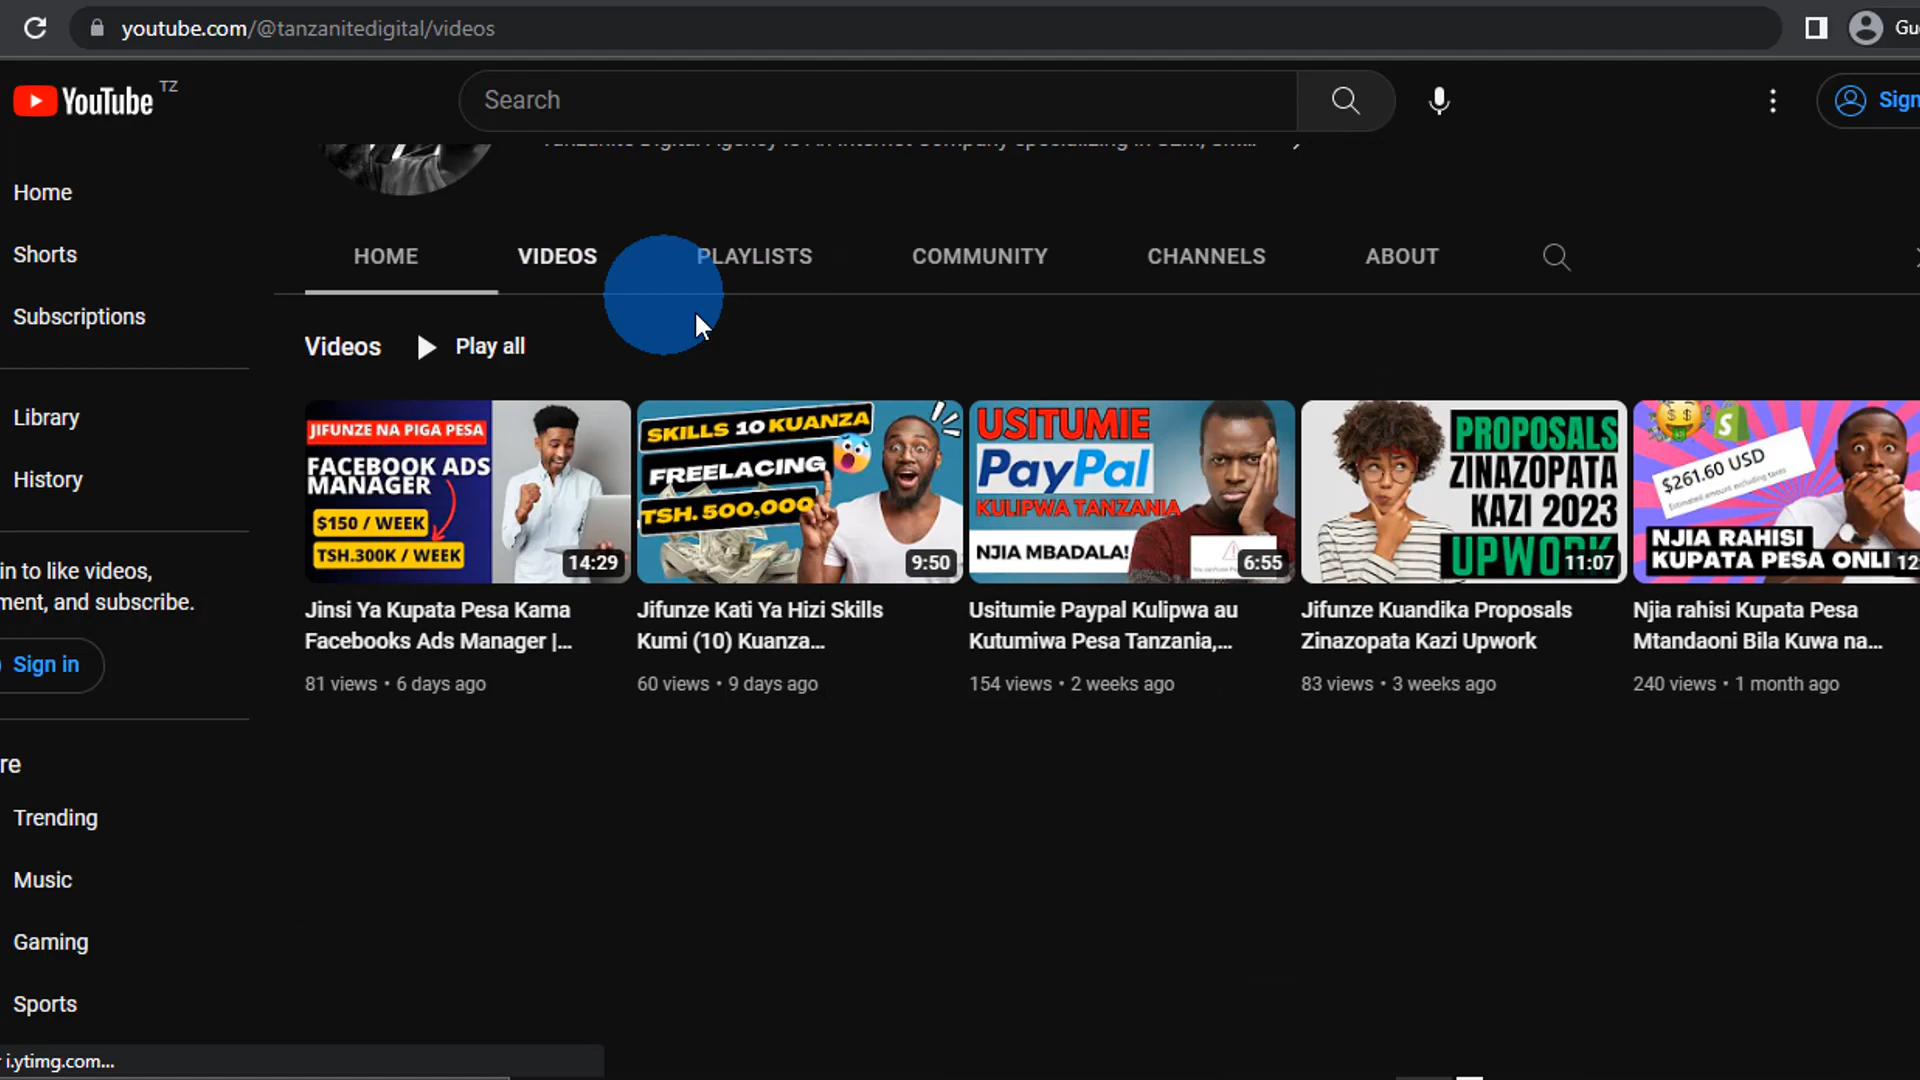 youtube.com/@tanzanitedigital/videos
YouTube TZ
Search
Sign
Home
Shorts
Subscriptions
Library
History
in to like videos,
ment, and subscribe.
Sign in
re
Trending
Music
Gaming
Sports
i.ytimg.com...
HOME
VIDEOS
PLAYLISTS
COMMUNITY
CHANNELS
ABOUT
Videos
Play all
JIFUNZE NA PIGA PESA
FACEBOOK ADS
MANAGER
$150 / WEEK
TSH.300K / WEEK
14:29
Jinsi Ya Kupata Pesa Kama
Facebooks Ads Manager |...
81 views • 6 days ago
SKILLS 10 KUANZA
FREELACING
TSH. 500,000
9:50
Jifunze Kati Ya Hizi Skills
Kumi (10) Kuanza...
60 views • 9 days ago
USITUMIE
PayPal
KULIPWA TANZANIA
NJIA MBADALA!
6:55
Usitumie Paypal Kulipwa au
Kutumiwa Pesa Tanzania,...
154 views • 2 weeks ago
PROPOSALS
ZINAZOPATA
KAZI 2023
UPWORK
11:07
Jifunze Kuandika Proposals
Zinazopata Kazi Upwork
83 views • 3 weeks ago
$261.60 USD
Estimated amount excluding taxes
NJIA RAHISI
KUPATA PESA ONLI
12
Njia rahisi Kupata Pesa
Mtandaoni Bila Kuwa na...
240 views • 1 month ago